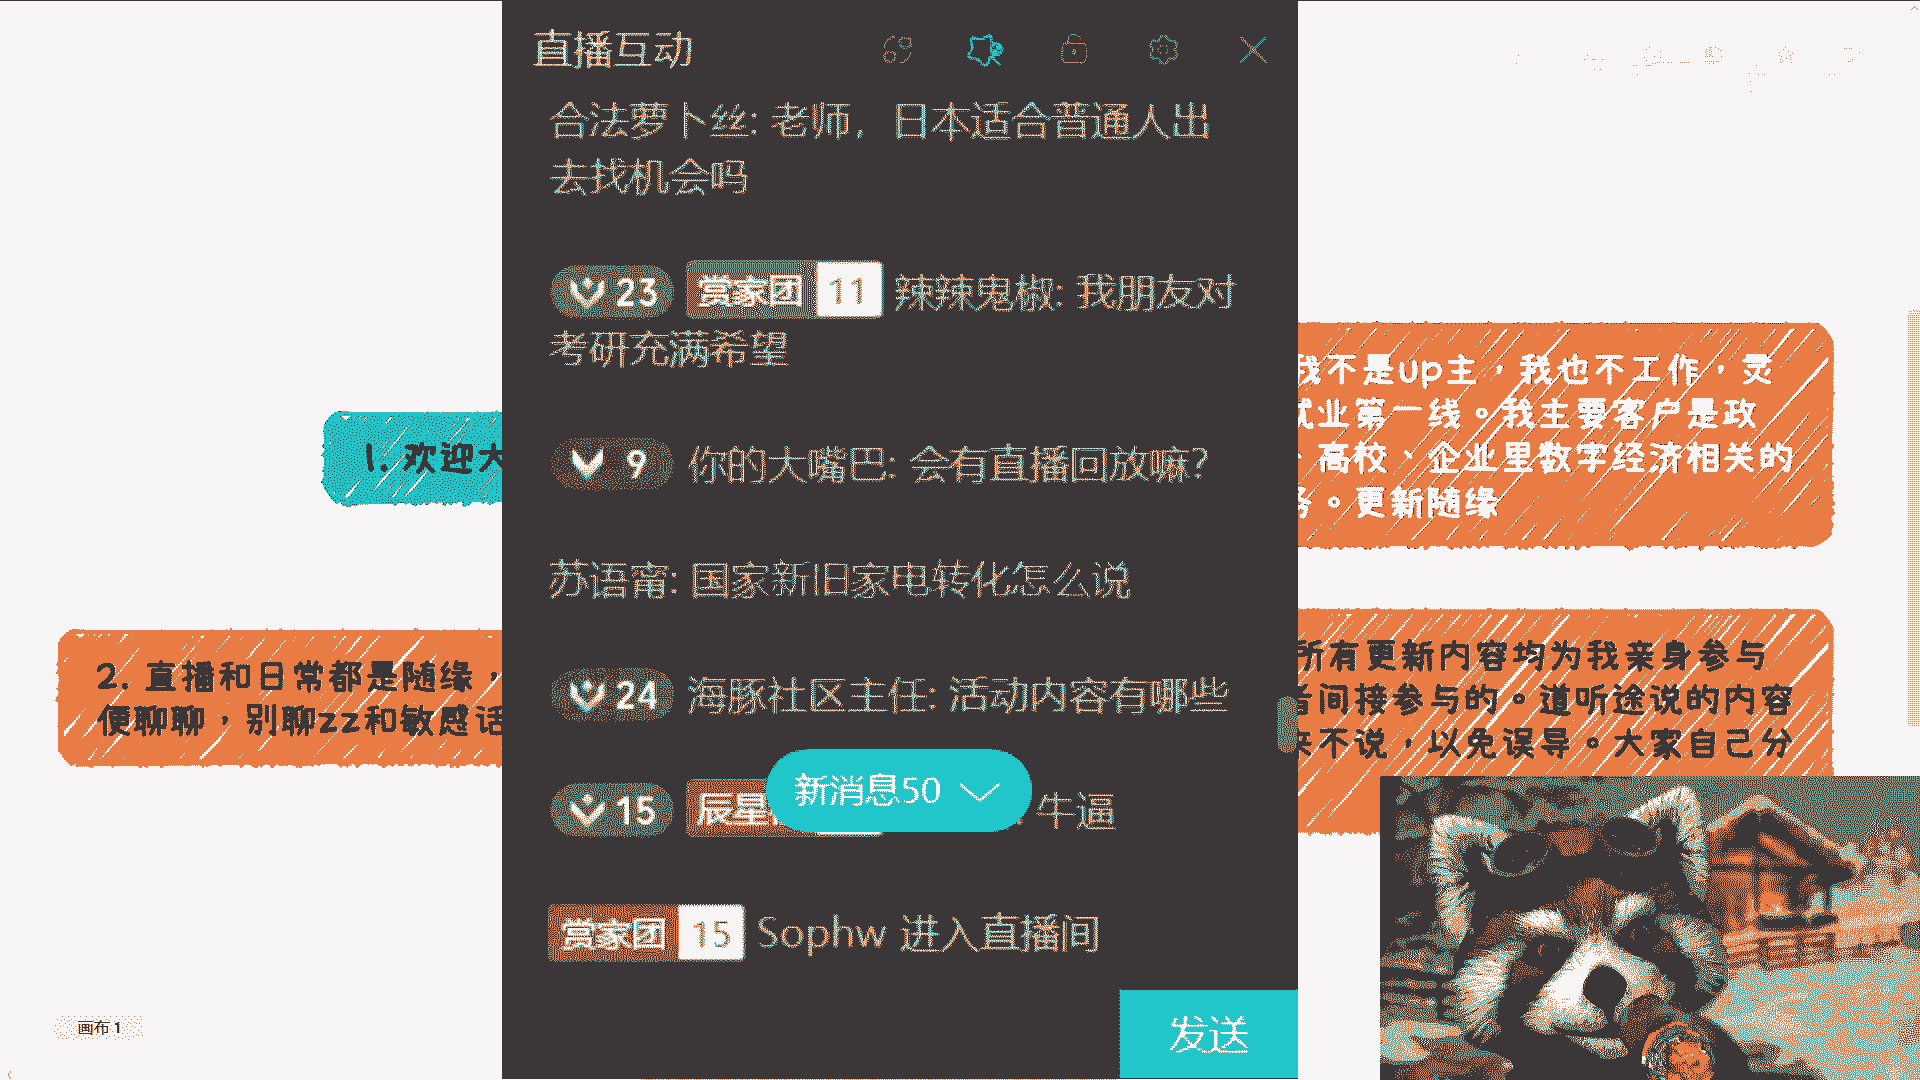 直播互动
合法萝卜丝: 老师，日本适合普通人出
去找机会吗
23 赏家团 11 辣辣鬼椒: 我朋友对
考研充满希望
9 你的大嘴巴: 会有直播回放嘛?
苏语甯: 国家新旧家电转化怎么说
24 海豚社区主任: 活动内容有哪些
15 辰星 牛逼
新消息50
赏家团 15 Sophw 进入直播间
发送
1. 欢迎大
2. 直播和日常都是随缘，
便聊聊，别聊zz和敏感话
我不是up主，我也不工作，灵
就业第一线。我主要客户是政
、高校、企业里数字经济相关的
务。更新随缘
所有更新内容均为我亲身参与
者间接参与的。道听途说的内容
来不说，以免误导。大家自己分
画布 1